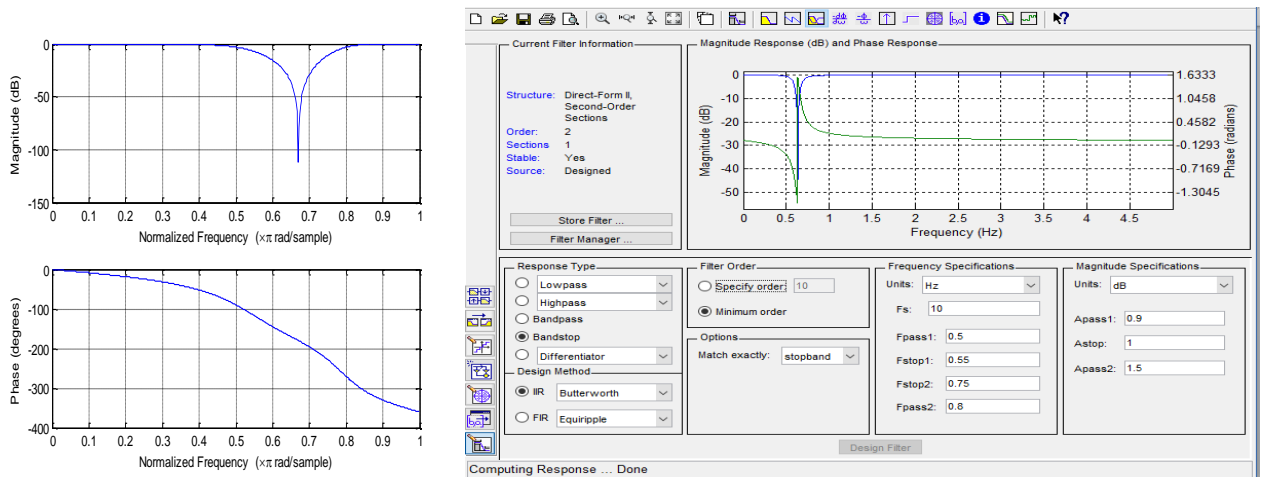 0
-50
-100
-150
Magnitude (dB)
0 0.1 0.2 0.3 0.4 0.5 0.6 0.7 0.8 0.9 1
Normalized Frequency (×π rad/sample)
0
-100
-200
-300
-400
Phase (degrees)
0 0.1 0.2 0.3 0.4 0.5 0.6 0.7 0.8 0.9 1
Normalized Frequency (×π rad/sample)
Current Filter Information
Structure: Direct-Form II,
Second-Order
Sections
Order: 2
Sections 1
Stable: Yes
Source: Designed
Store Filter ...
Filter Manager ...
Magnitude Response (dB) and Phase Response
0
-10
-20
-30
-40
-50
Magnitude (dB)
1.6333
1.0458
0.4582
-0.1293
-0.7169
-1.3045
Phase (radians)
0 0.5 1 1.5 2 2.5 3 3.5 4 4.5
Frequency (Hz)
Response Type
Lowpass
Highpass
Bandpass
Bandstop
Differentiator
Design Method
IIR Butterworth
FIR Equiripple
Filter Order
Specify order: 10
Minimum order
Options
Match exactly: stopband
Frequency Specifications
Units: Hz
Fs: 10
Fpass1: 0.5
Fstop1: 0.55
Fstop2: 0.75
Fpass2: 0.8
Magnitude Specifications
Units: dB
Apass1: 0.9
Astop: 1
Apass2: 1.5
Design Filter
Computing Response ... Done